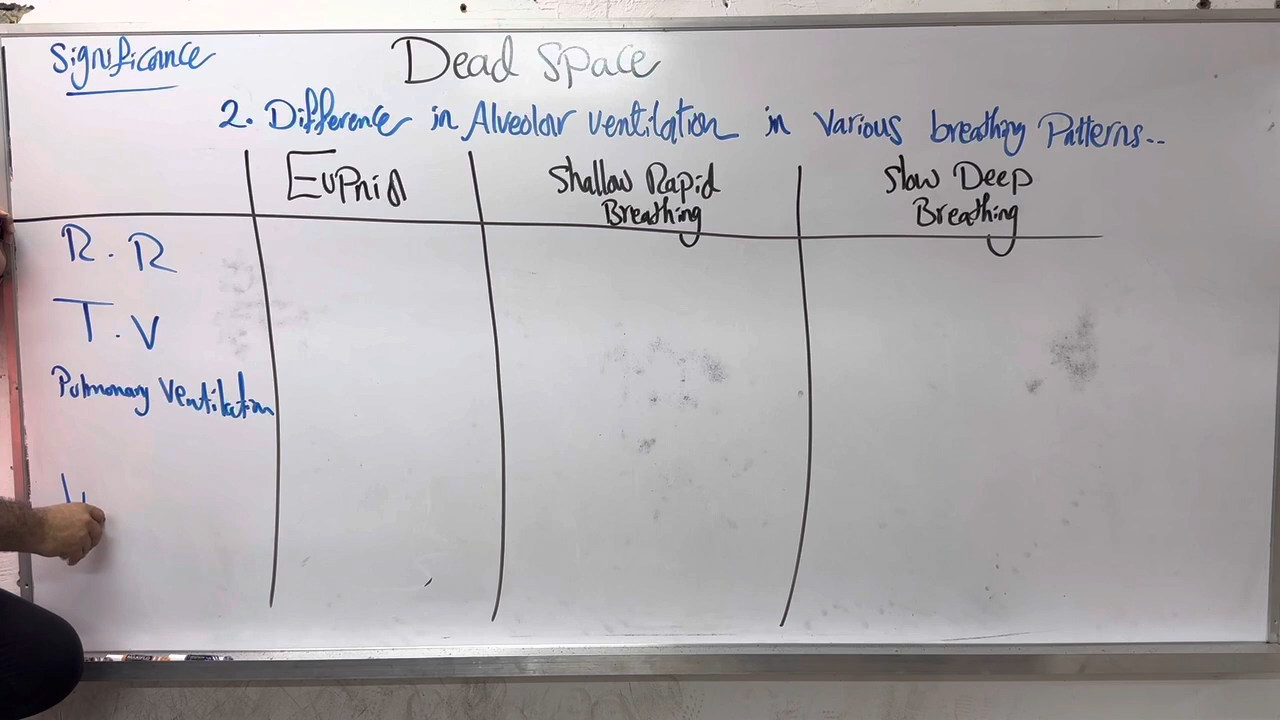 Significance
Dead Space
2. Difference in Alveolar ventilation in Various breathing Patterns..
Eupnia
Shallow Rapid
Breathing
Slow Deep
Breathing
R.R
T.V
Pulmonary Ventilation